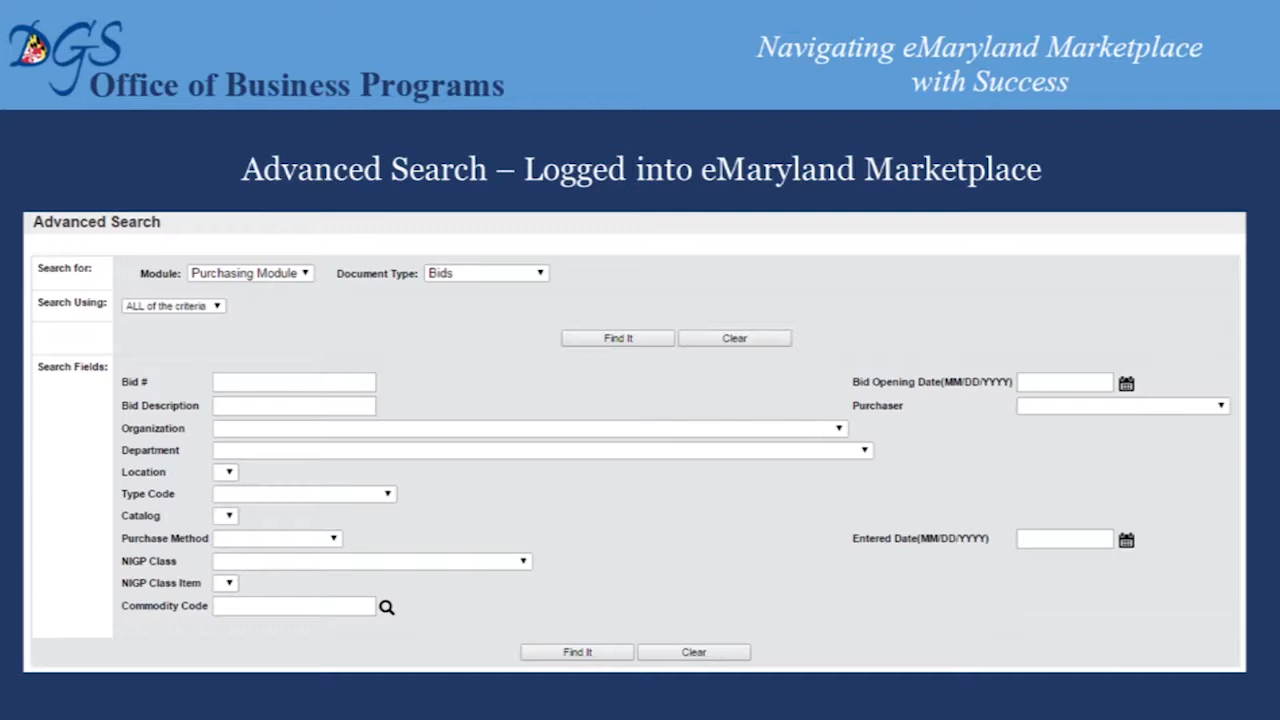 DGS
Office of Business Programs
Navigating eMaryland Marketplace
with Success
Advanced Search – Logged into eMaryland Marketplace
Advanced Search
Search for:
Module: Purchasing Module Document Type: Bids
Search Using: ALL of the criteria
Find It Clear
Search Fields:
Bid # Bid Opening Date(MM/DD/YYYY)
Bid Description Purchaser
Organization
Department
Location
Type Code
Catalog
Purchase Method Entered Date(MM/DD/YYYY)
NIGP Class
NIGP Class Item
Commodity Code
Find It Clear